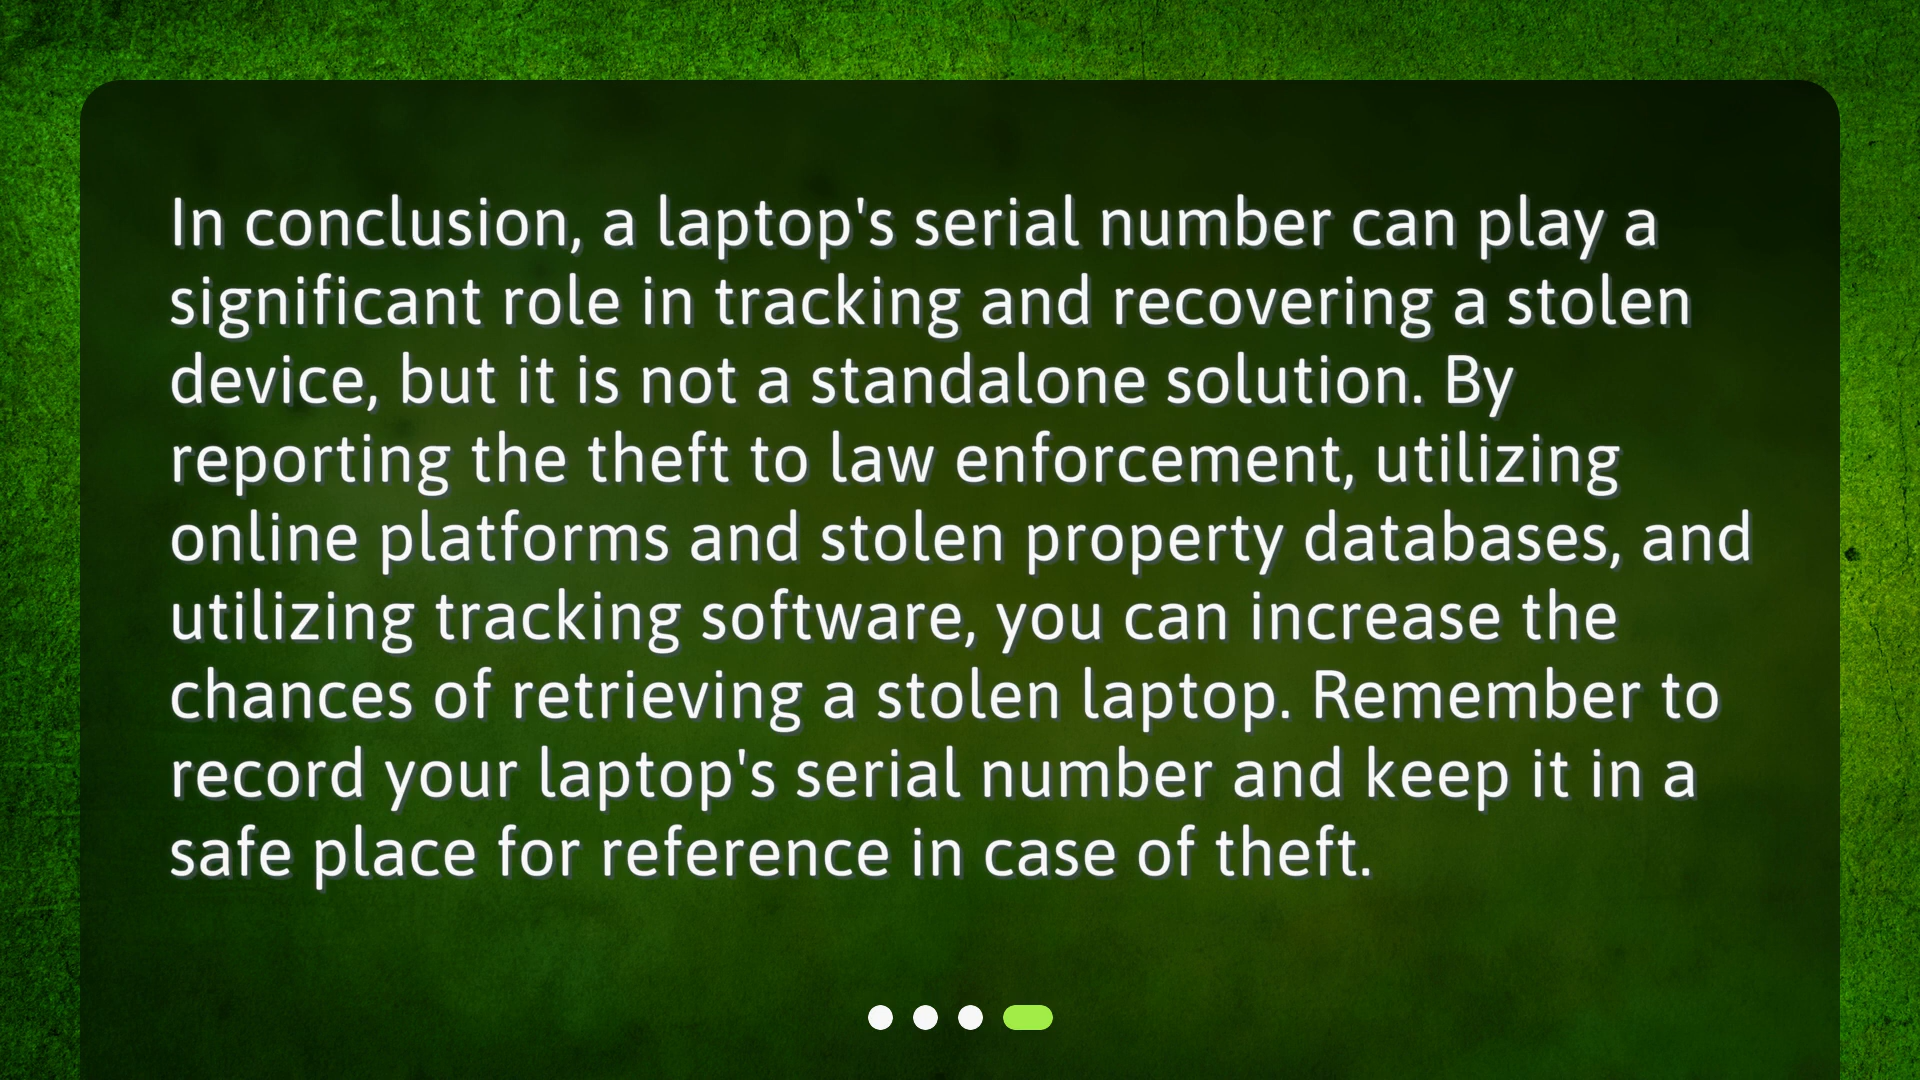 In conclusion, a laptop's serial number can play a
significant role in tracking and recovering a stolen
device, but it is not a standalone solution. By
reporting the theft to law enforcement, utilizing
online platforms and stolen property databases, and
utilizing tracking software, you can increase the
chances of retrieving a stolen laptop. Remember to
record your laptop's serial number and keep it in a
safe place for reference in case of theft.